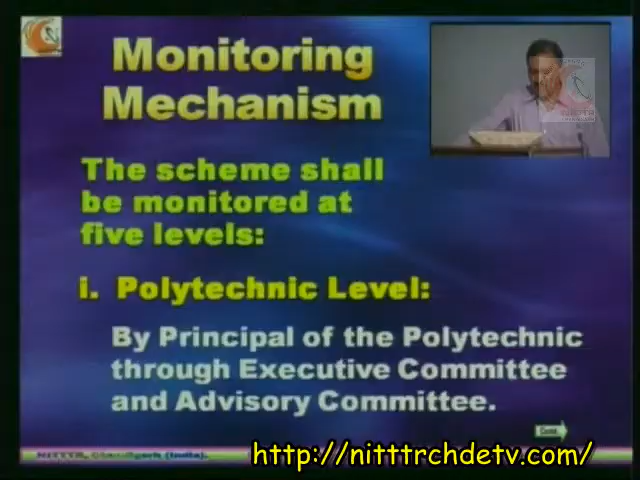 Monitoring
Mechanism
The scheme shall
be monitored at
five levels:
i. Polytechnic Level:
By Principal of the Polytechnic
through Executive Committee
and Advisory Committee.
NITTTR, Chandigarh (India).
http://nitttrchdetv.com/